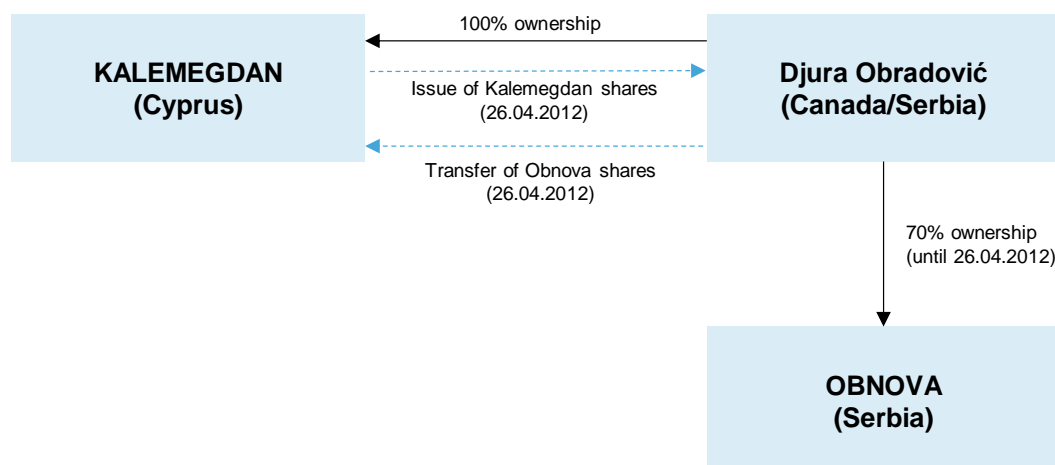 100% ownership
KALEMEGDAN
(Cyprus)
Djura Obradović
(Canada/Serbia)
Issue of Kalemegdan shares
(26.04.2012)
Transfer of Obnova shares
(26.04.2012)
70% ownership
(until 26.04.2012)
OBNOVA
(Serbia)